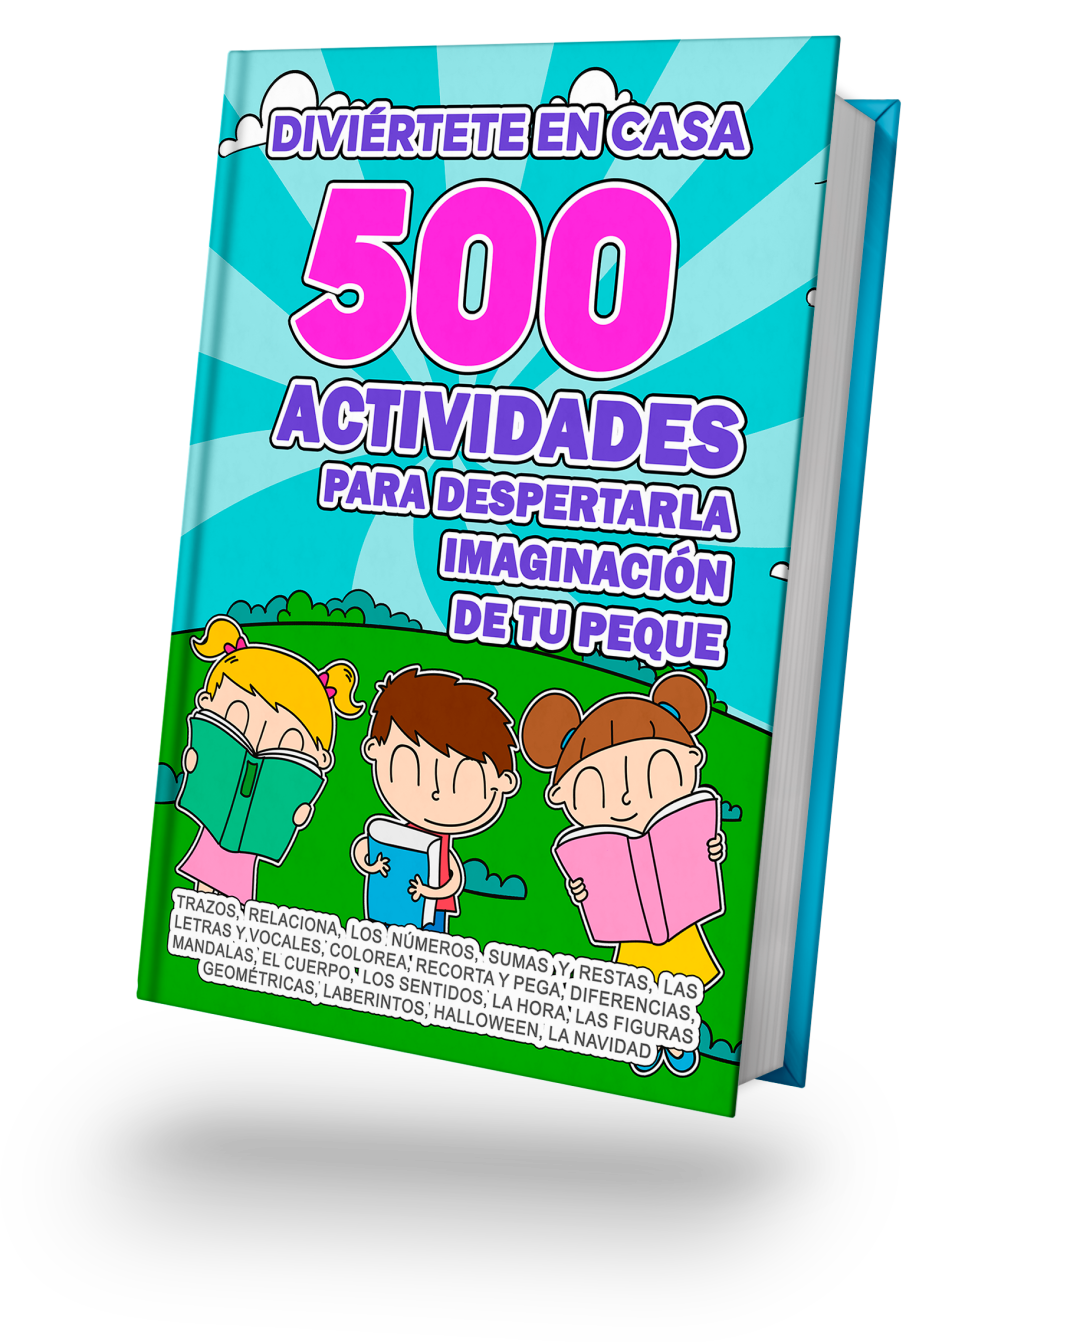 DIVIÉRTETE EN CASA
500
ACTIVIDADES
PARA DESPERTARLA
IMAGINACIÓN
DE TU PEQUE
TRAZOS, RELACIONA, LOS NÚMEROS, SUMAS Y RESTAS, LAS
LETRAS Y VOCALES, COLOREA, RECORTA Y PEGA, DIFERENCIAS,
MANDALAS, EL CUERPO, LOS SENTIDOS, LA HORA, LAS FIGURAS
GEOMÉTRICAS, LABERINTOS, HALLOWEEN, LA NAVIDAD